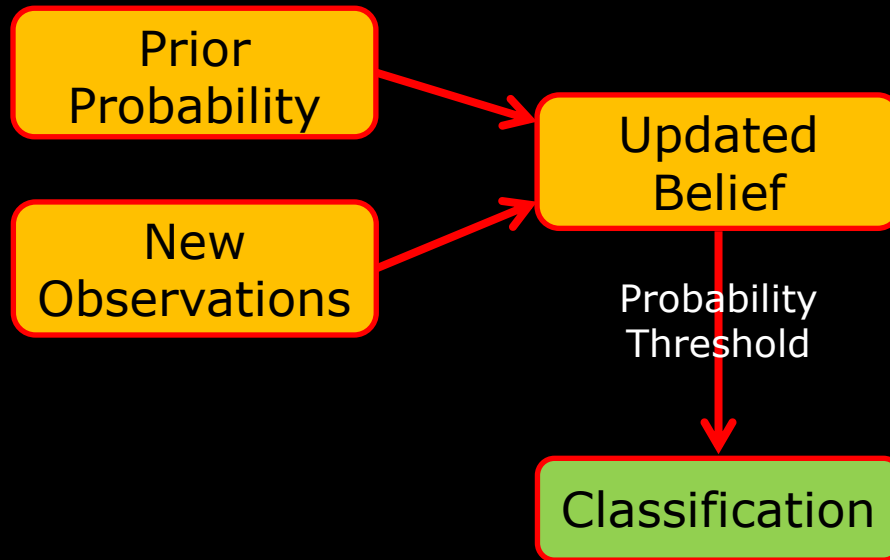 Prior
Probability
New
Observations
Updated
Belief
Probability
Threshold
Classification